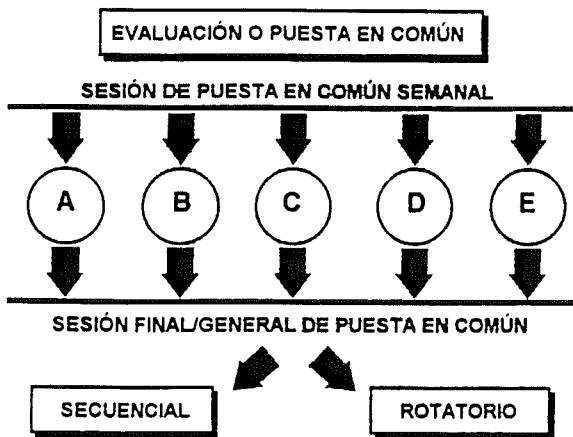 EVALUACIÓN O PUESTA EN COMÚN
SESIÓN DE PUESTA EN COMÚN SEMANAL
A B C D E
SESIÓN FINAL/GENERAL DE PUESTA EN COMÚN
SECUENCIAL ROTATORIO